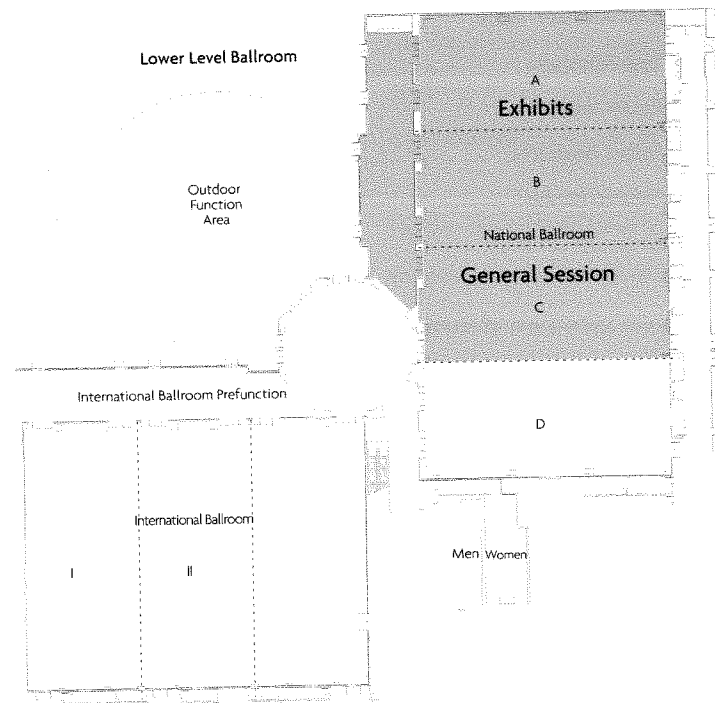 Lower Level Ballroom
A
Exhibits
Outdoor
Function
Area
B
National Ballroom
General Session
C
International Ballroom Prefunction
D
International Ballroom
I
II
Men Women